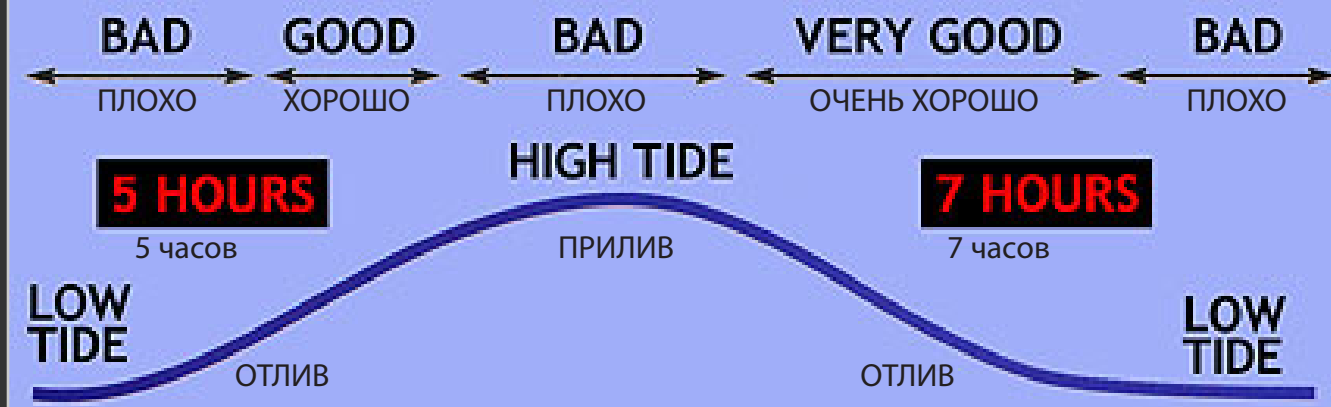 BAD GOOD BAD VERY GOOD BAD
ПЛОХО ХОРОШО ПЛОХО ОЧЕНЬ ХОРОШО ПЛОХО
HIGH TIDE
5 HOURS 7 HOURS
5 часов ПРИЛИВ 7 часов
LOW
TIDE
LOW
TIDE
ОТЛИВ ОТЛИВ